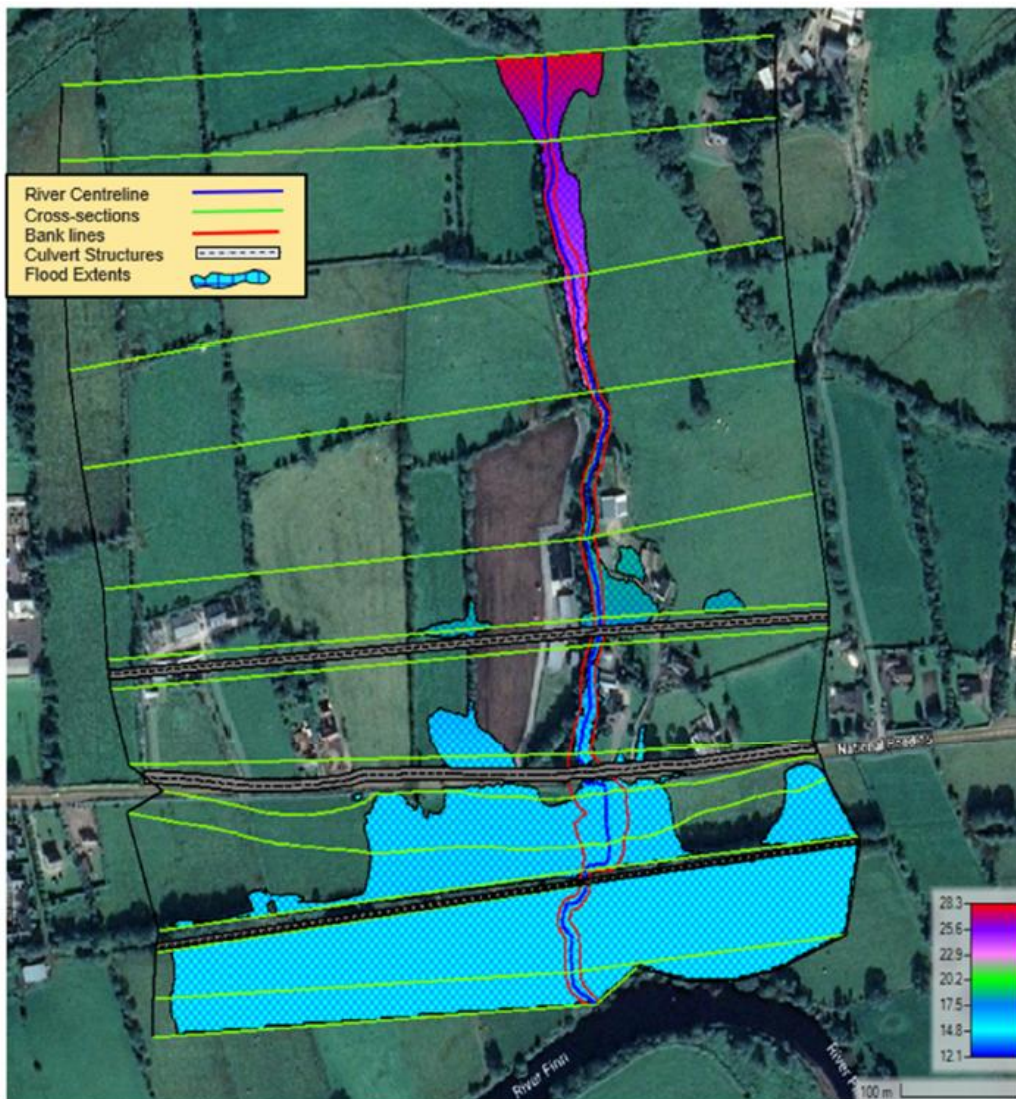 River Centreline
Cross-sections
Bank lines
Culvert Structures
Flood Extents
28.3
25.6
22.9
20.2
17.5
14.8
12.1
100 m
River Finn
River
National